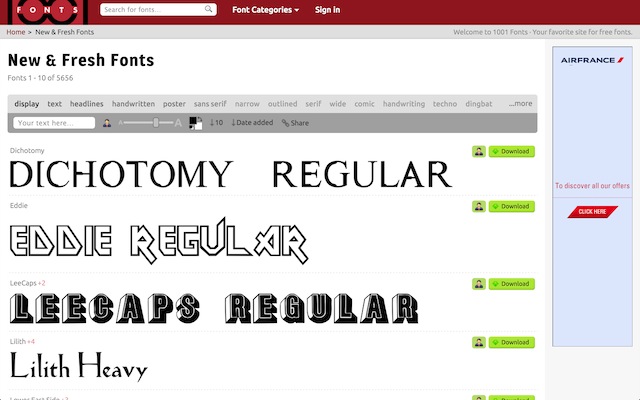 FONTS
Search for fonts... Font Categories Sign In
Home > New & Fresh Fonts Welcome to 1001 Fonts - Your favorite site for free fonts.
New & Fresh Fonts
Fonts 1 - 10 of 5656
display text headlines handwritten poster sans serif narrow outlined serif wide comic handwriting techno dingbat ...more
Your text here... A A 10 Date added Share
Dichotomy Download
DICHOTOMY REGULAR
Eddie Download
EDDIE REGULAR
LeeCaps +2 Download
LEECAPS REGULAR
Lilith +4 Download
Lilith Heavy
Lower East Side +2
AIRFRANCE
To discover all our offers
CLICK HERE